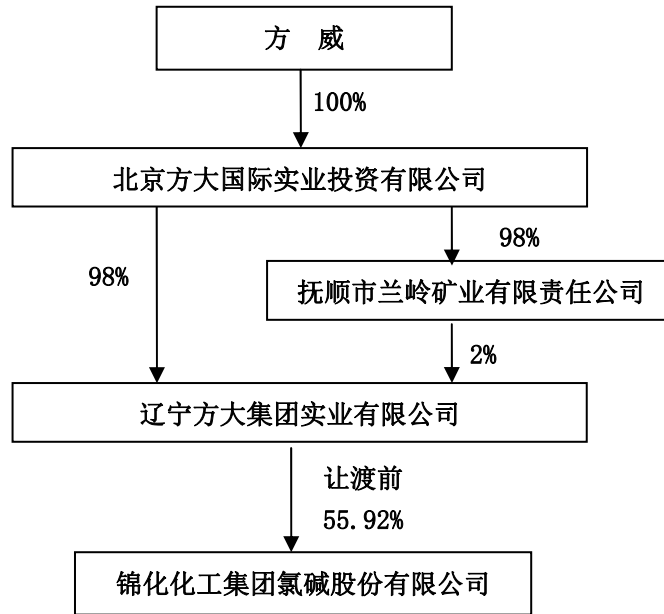 方 威
100%
北京方大国际实业投资有限公司
98%
98%
抚顺市兰岭矿业有限责任公司
2%
辽宁方大集团实业有限公司
让渡前
55.92%
锦化化工集团氯碱股份有限公司